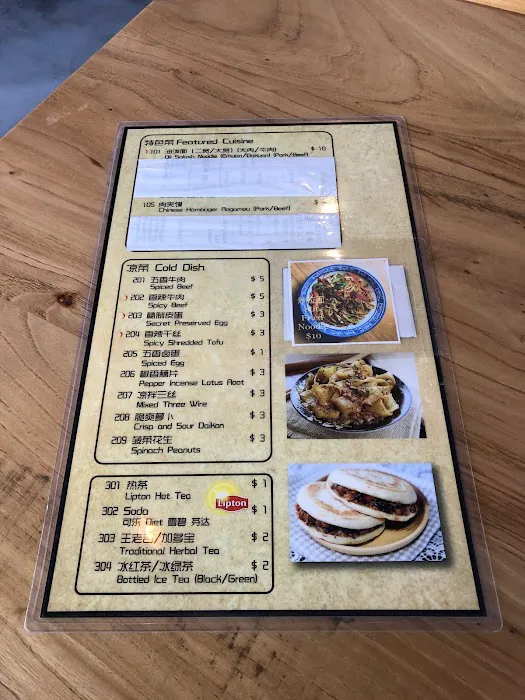 特色菜 Featured Cuisine
101 油泼面 (二宽/大宽) (大肉/牛肉) $ 10
Oil Splash Noodle (Erkuan/Dakuan) (Pork/Beef)
105 肉夹馍 $
Chinese Hamburger Rogamou (Pork/Beef)
凉菜 Cold Dish
201 五香牛肉 $ 5
Spiced Beef
202 香辣牛肉 $ 5
Spicy Beef
203 秘制皮蛋 $ 3
Secret Preserved Egg
204 香辣干丝 $ 3
Spicy Shredded Tofu
205 五香卤蛋 $ 1
Spiced Egg
206 椒香藕片 $ 3
Pepper Incense Lotus Root
207 凉拌三丝 $ 3
Mixed Three Wire
208 脆爽萝卜 $ 3
Crisp and Sour Daikon
209 菠菜花生 $ 3
Spinach Peanuts
Noodle
$10
301 热茶 $ 1
Lipton Hot Tea
Lipton
302 Soda $ 1
可乐 Diet 雪碧 芬达
303 王老吉/加多宝 $ 2
Traditional Herbal Tea
304 冰红茶/冰绿茶 $ 2
Bottled Ice Tea (Black/Green)